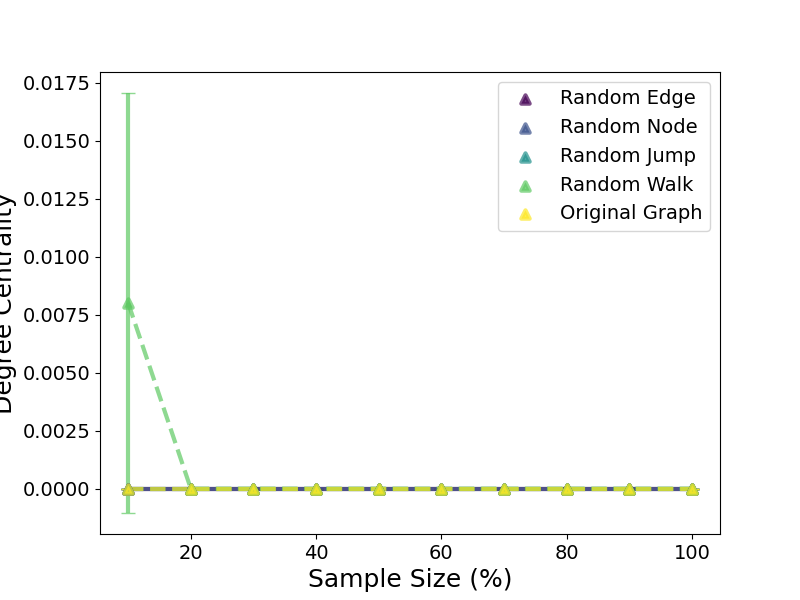 0.0175
0.0150
0.0125
0.0100
0.0075
0.0050
0.0025
0.0000
Degree Centrality
Random Edge
Random Node
Random Jump
Random Walk
Original Graph
20 40 60 80 100
Sample Size (%)